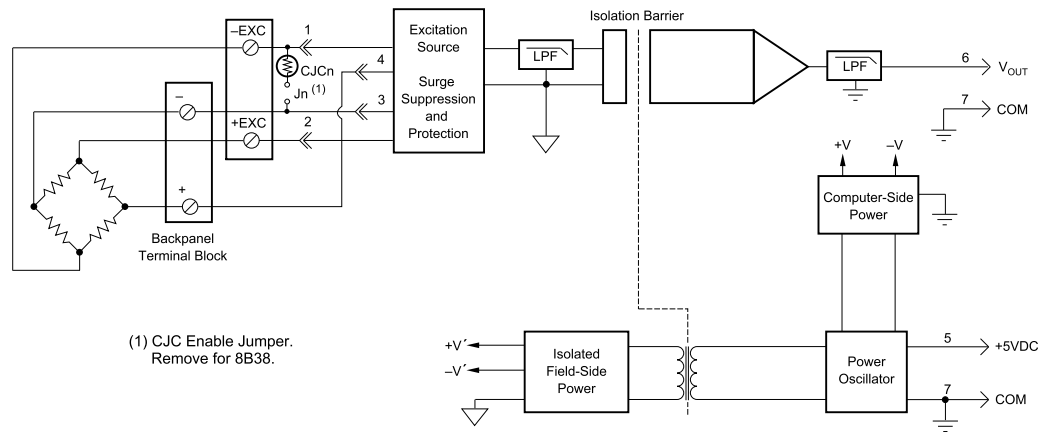 Isolation Barrier
–EXC
1
Excitation
Source
Surge
Suppression
and
Protection
LPF
CJCn
Jn (1)
4
3
–
+EXC
2
+
Backpanel
Terminal Block
LPF
6
VOUT
7
COM
+V
–V
Computer-Side
Power
(1) CJC Enable Jumper.
Remove for 8B38.
+V´
–V´
Isolated
Field-Side
Power
Power
Oscillator
5
+5VDC
7
COM